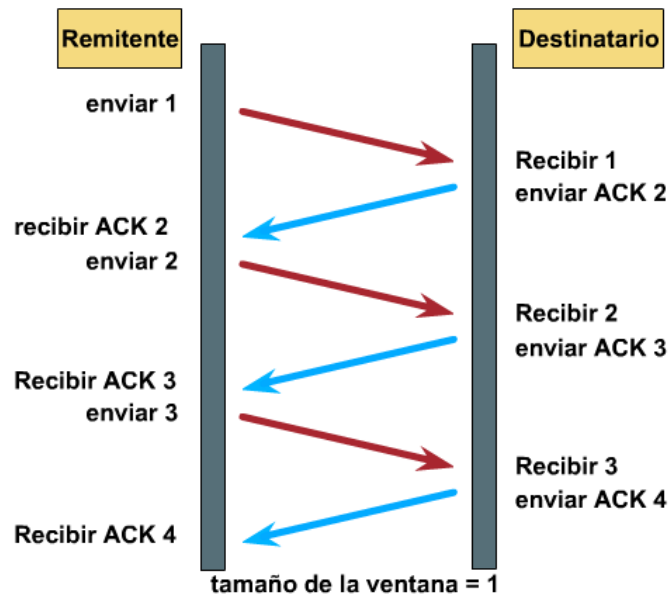 Remitente
Destinatario
enviar 1
Recibir 1
enviar ACK 2
recibir ACK 2
enviar 2
Recibir 2
enviar ACK 3
Recibir ACK 3
enviar 3
Recibir 3
enviar ACK 4
Recibir ACK 4
tamaño de la ventana = 1